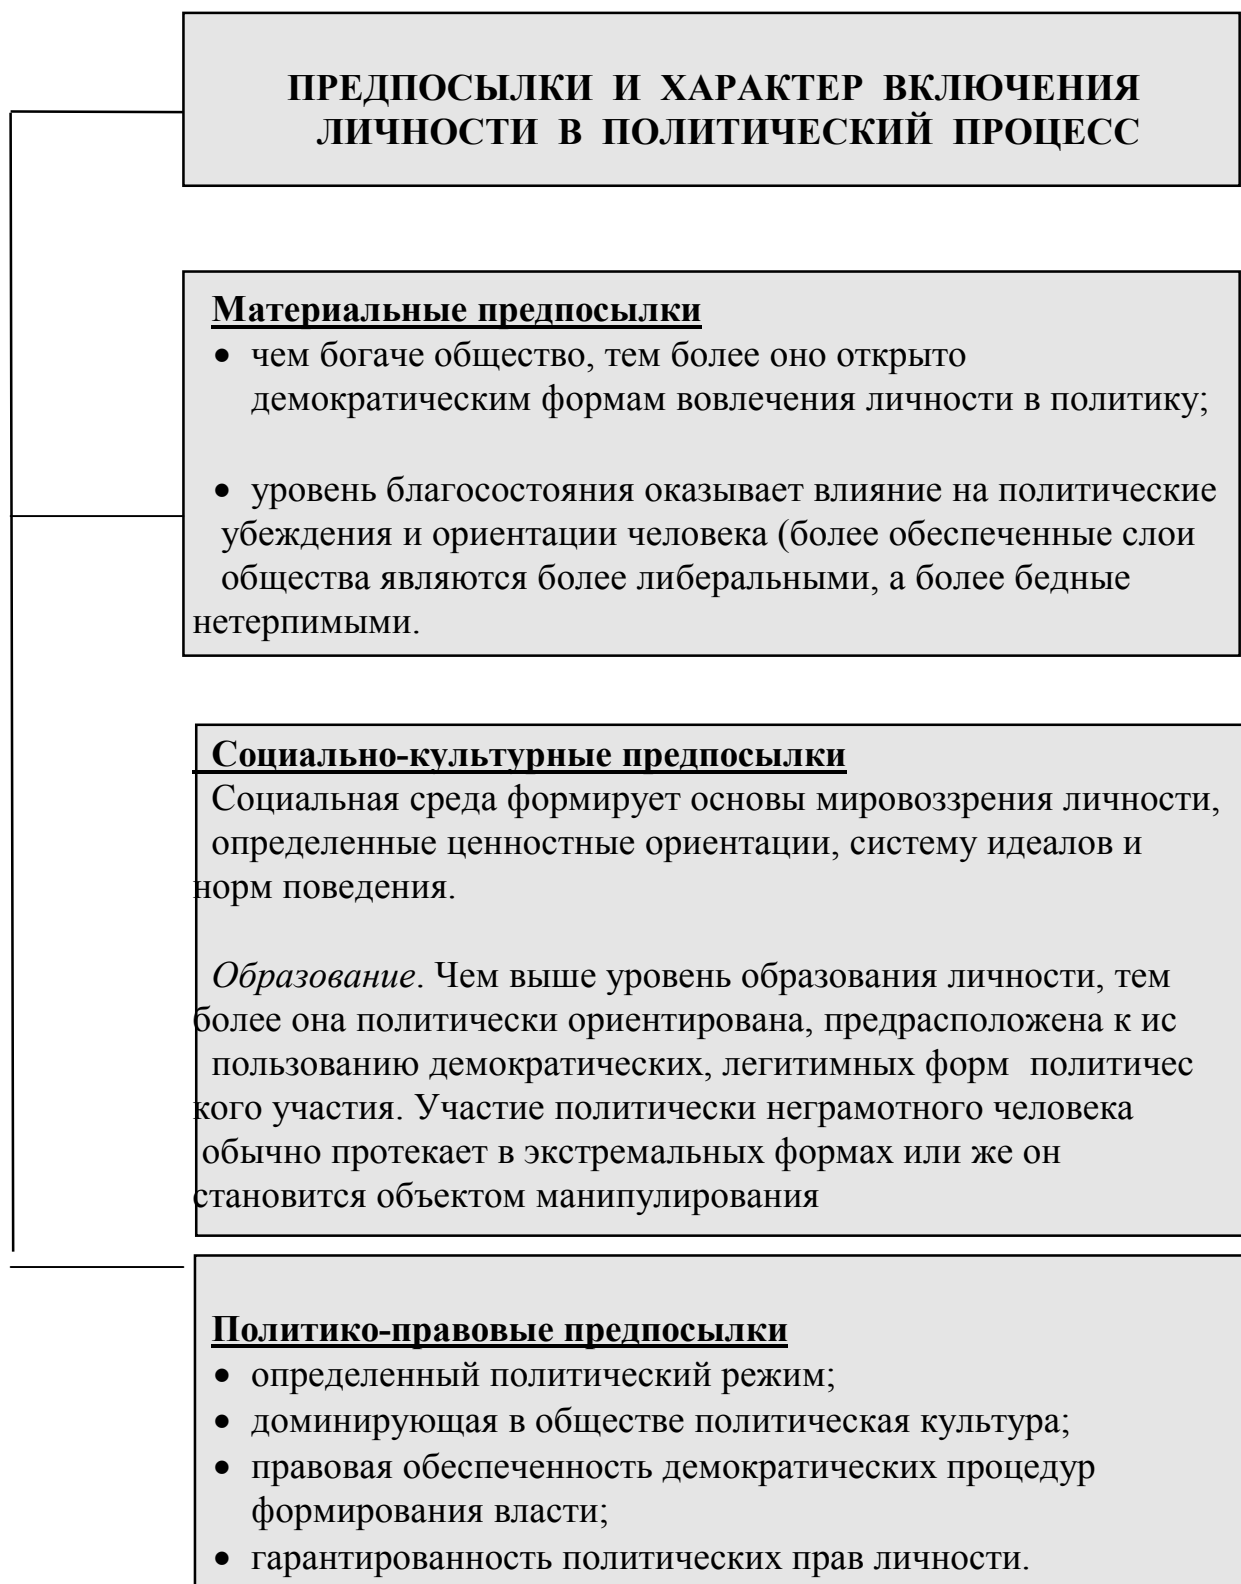 ПРЕДПОСЫЛКИ И ХАРАКТЕР ВКЛЮЧЕНИЯ
ЛИЧНОСТИ В ПОЛИТИЧЕСКИЙ ПРОЦЕСС
Материальные предпосылки
• чем богаче общество, тем более оно открыто
демократическим формам вовлечения личности в политику;
• уровень благосостояния оказывает влияние на политические
убеждения и ориентации человека (более обеспеченные слои
общества являются более либеральными, а более бедные
нетерпимыми.
Социально-культурные предпосылки
Социальная среда формирует основы мировоззрения личности,
определенные ценностные ориентации, систему идеалов и
норм поведения.
Образование. Чем выше уровень образования личности, тем
более она политически ориентирована, предрасположена к ис
пользованию демократических, легитимных форм политичес
кого участия. Участие политически неграмотного человека
обычно протекает в экстремальных формах или же он
становится объектом манипулирования
Политико-правовые предпосылки
• определенный политический режим;
• доминирующая в обществе политическая культура;
• правовая обеспеченность демократических процедур
формирования власти;
• гарантированность политических прав личности.